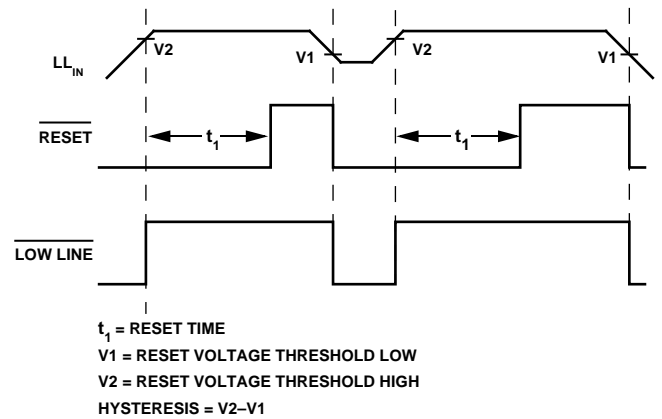 V2 V1 V2 V1
LL_IN
RESET t₁ t₁
LOW LINE
t₁ = RESET TIME
V1 = RESET VOLTAGE THRESHOLD LOW
V2 = RESET VOLTAGE THRESHOLD HIGH
HYSTERESIS = V2–V1